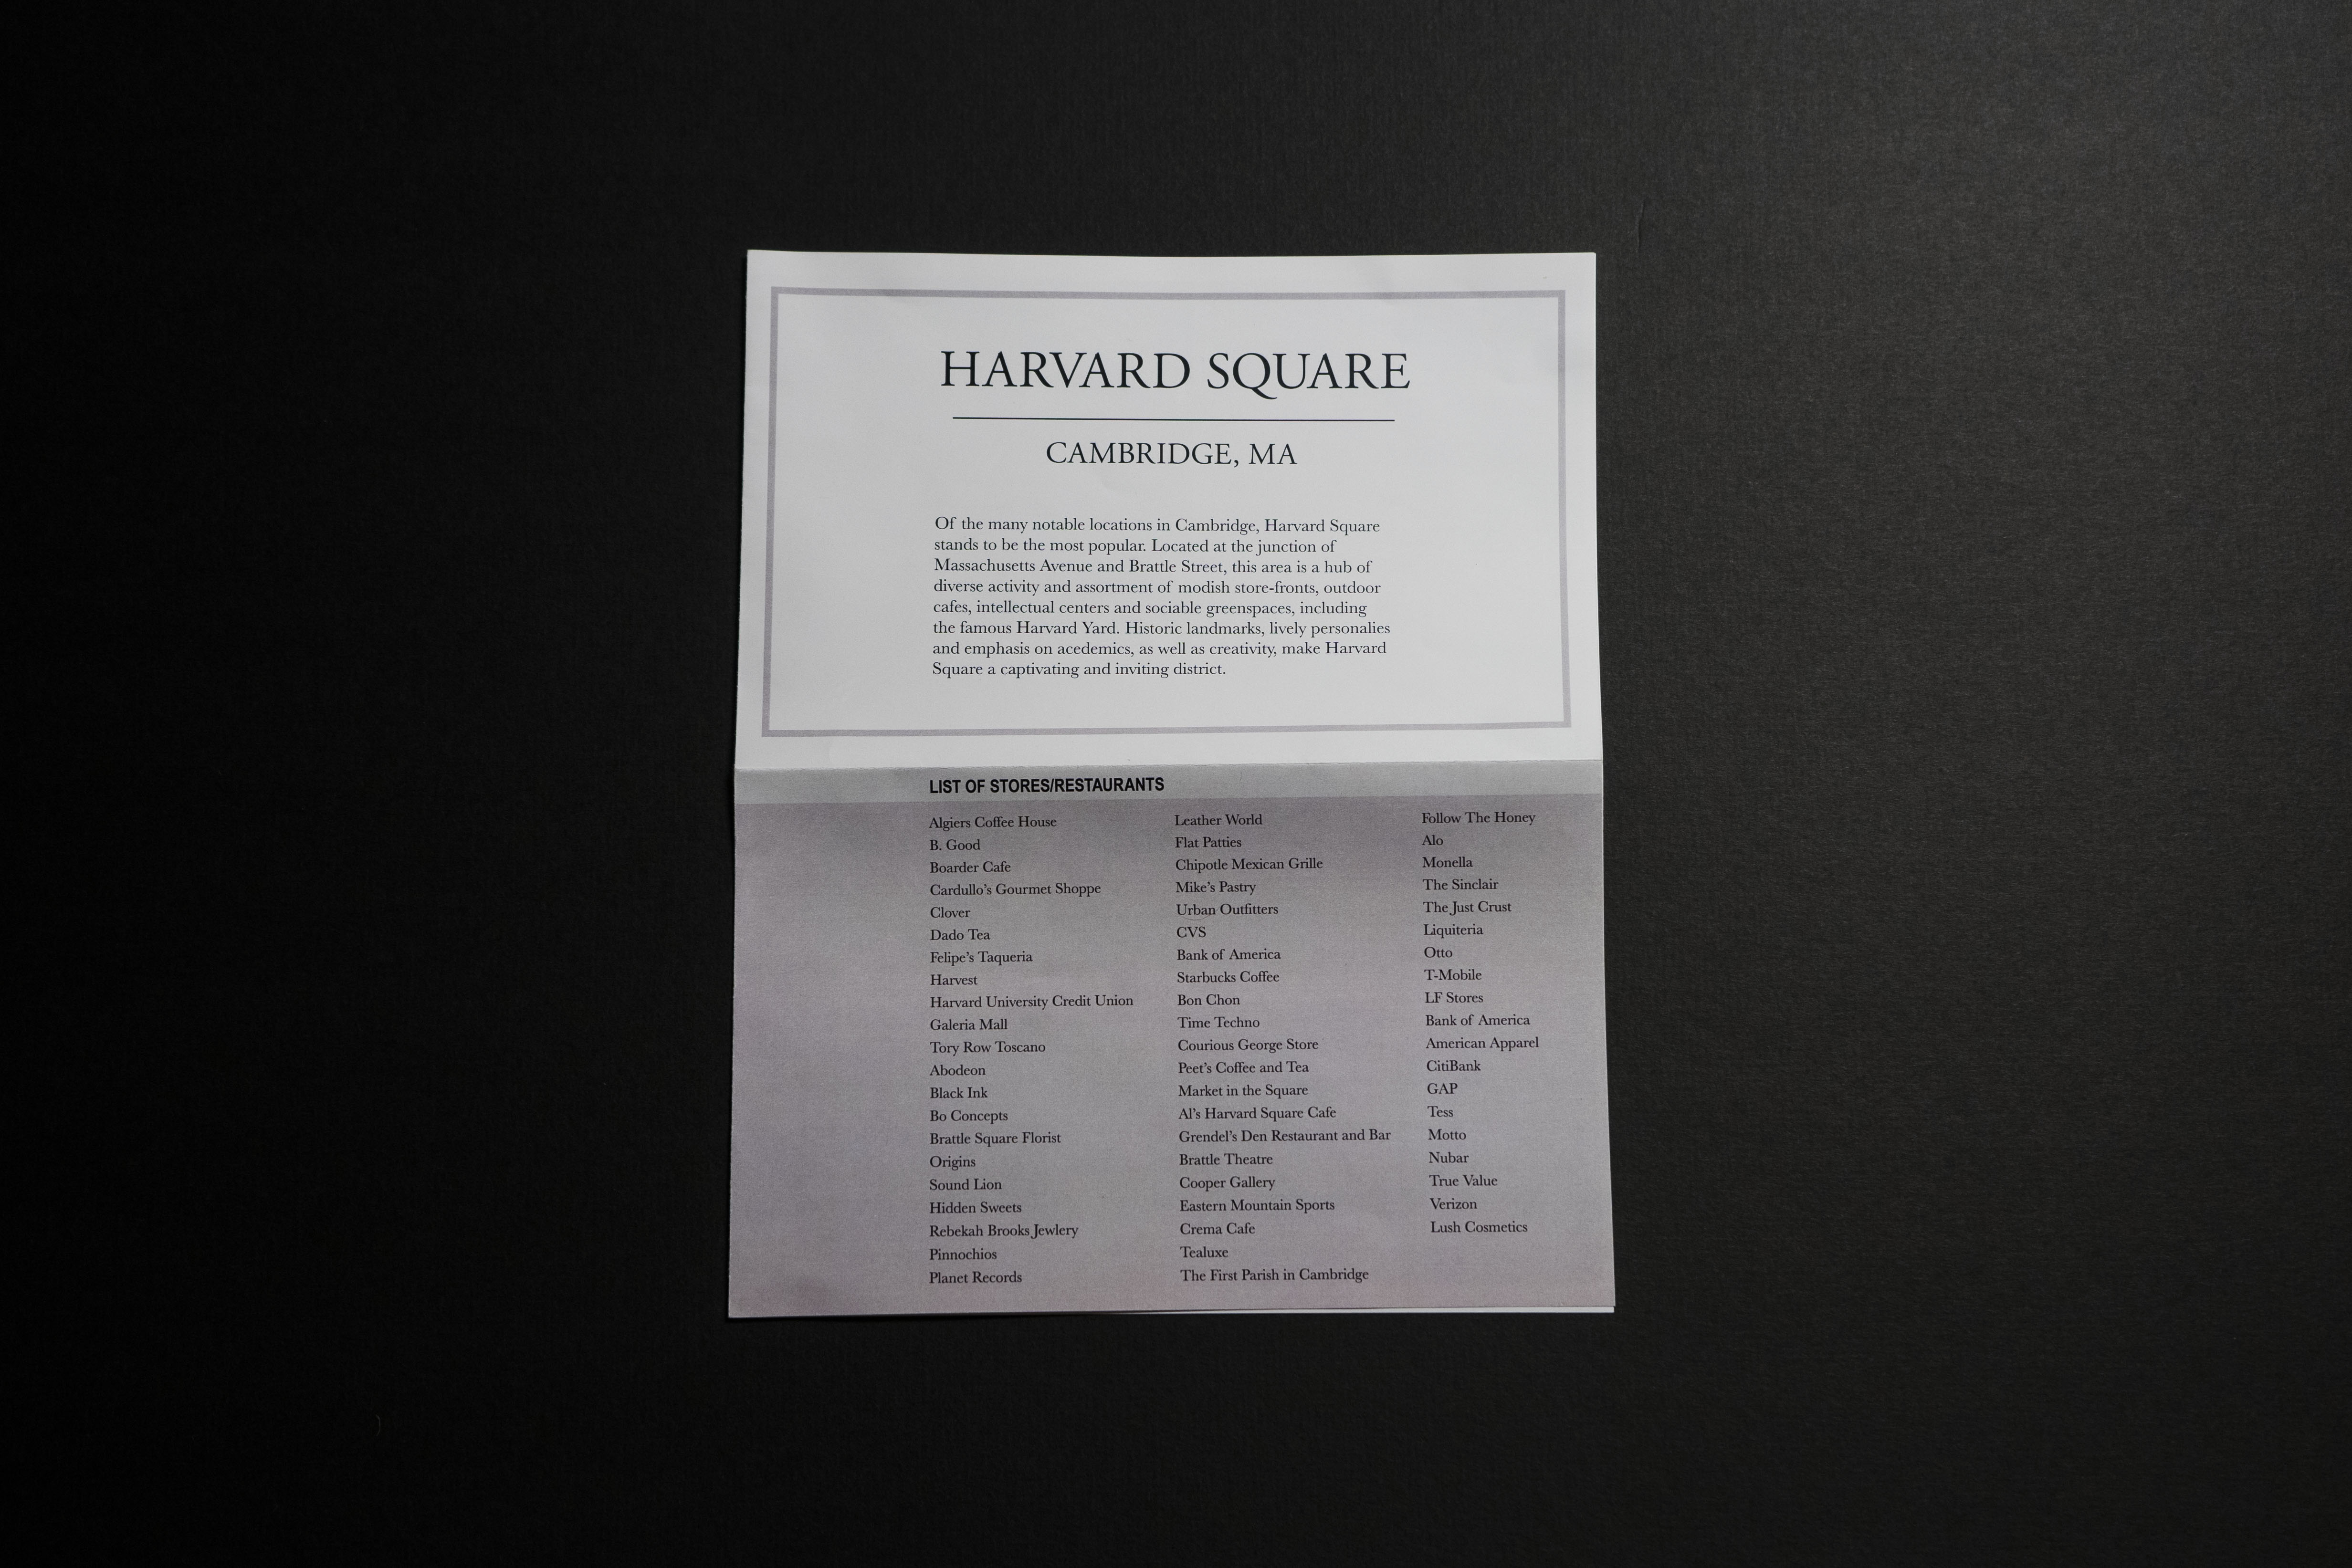 HARVARD SQUARE
CAMBRIDGE, MA
Of the many notable locations in Cambridge, Harvard Square
stands to be the most popular. Located at the junction of
Massachusetts Avenue and Brattle Street, this area is a hub of
diverse activity and assortment of modish store-fronts, outdoor
cafes, intellectual centers and sociable greenspaces, including
the famous Harvard Yard. Historic landmarks, lively personalies
and emphasis on acedemics, as well as creativity, make Harvard
Square a captivating and inviting district.
LIST OF STORES/RESTAURANTS
Algiers Coffee House
B. Good
Boarder Cafe
Cardullo's Gourmet Shoppe
Clover
Dado Tea
Felipe's Taqueria
Harvest
Harvard University Credit Union
Galeria Mall
Tory Row Toscano
Abodeon
Black Ink
Bo Concepts
Brattle Square Florist
Origins
Sound Lion
Hidden Sweets
Rebekah Brooks Jewlery
Pinnochios
Planet Records
Leather World
Flat Patties
Chipotle Mexican Grille
Mike's Pastry
Urban Outfitters
CVS
Bank of America
Starbucks Coffee
Bon Chon
Time Techno
Courious George Store
Peet's Coffee and Tea
Market in the Square
Al's Harvard Square Cafe
Grendel's Den Restaurant and Bar
Brattle Theatre
Cooper Gallery
Eastern Mountain Sports
Crema Cafe
Tealuxe
The First Parish in Cambridge
Follow The Honey
Alo
Monella
The Sinclair
The Just Crust
Liquiteria
Otto
T-Mobile
LF Stores
Bank of America
American Apparel
CitiBank
GAP
Tess
Motto
Nubar
True Value
Verizon
Lush Cosmetics